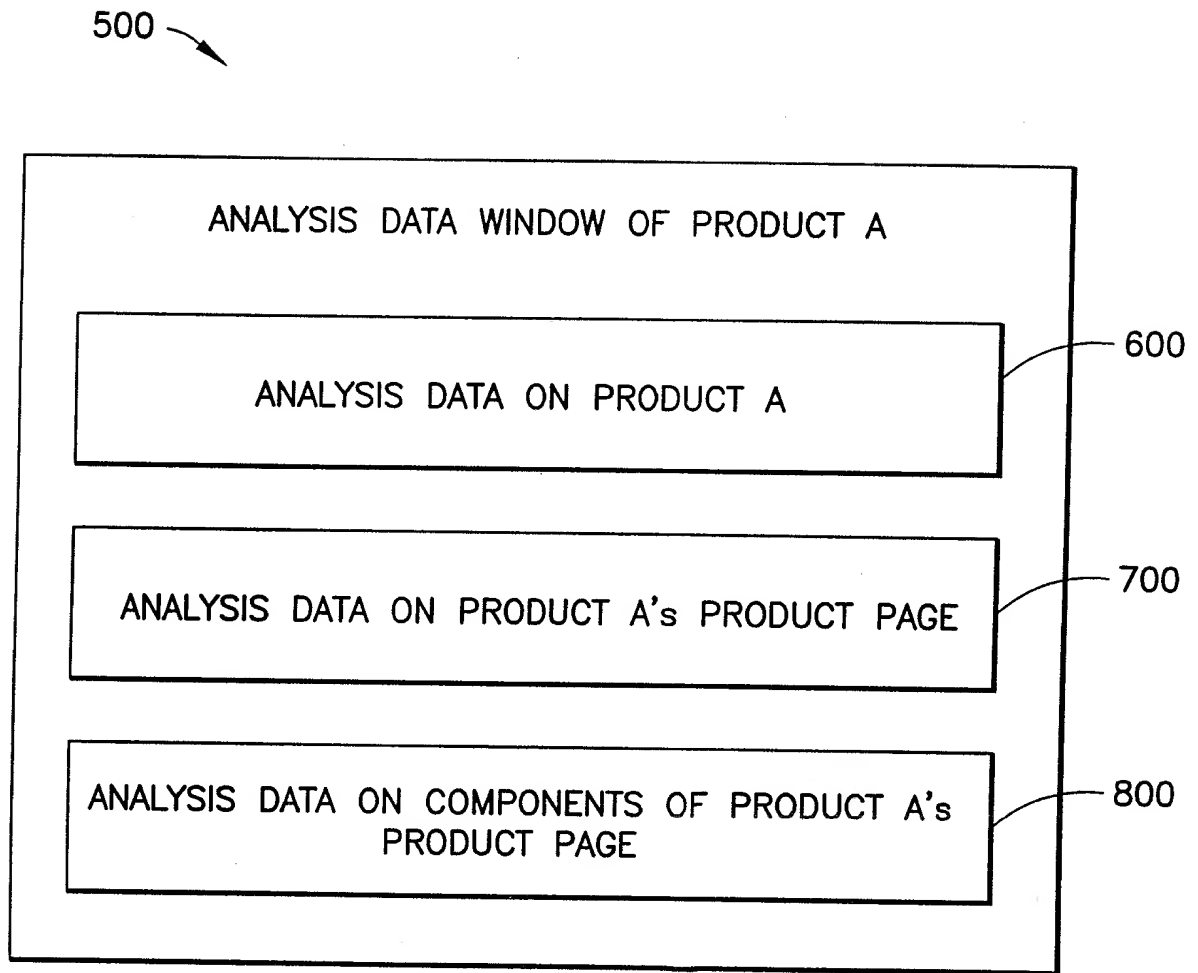 500
ANALYSIS DATA WINDOW OF PRODUCT A
600
ANALYSIS DATA ON PRODUCT A
700
ANALYSIS DATA ON PRODUCT A's PRODUCT PAGE
800
ANALYSIS DATA ON COMPONENTS OF PRODUCT A's
PRODUCT PAGE